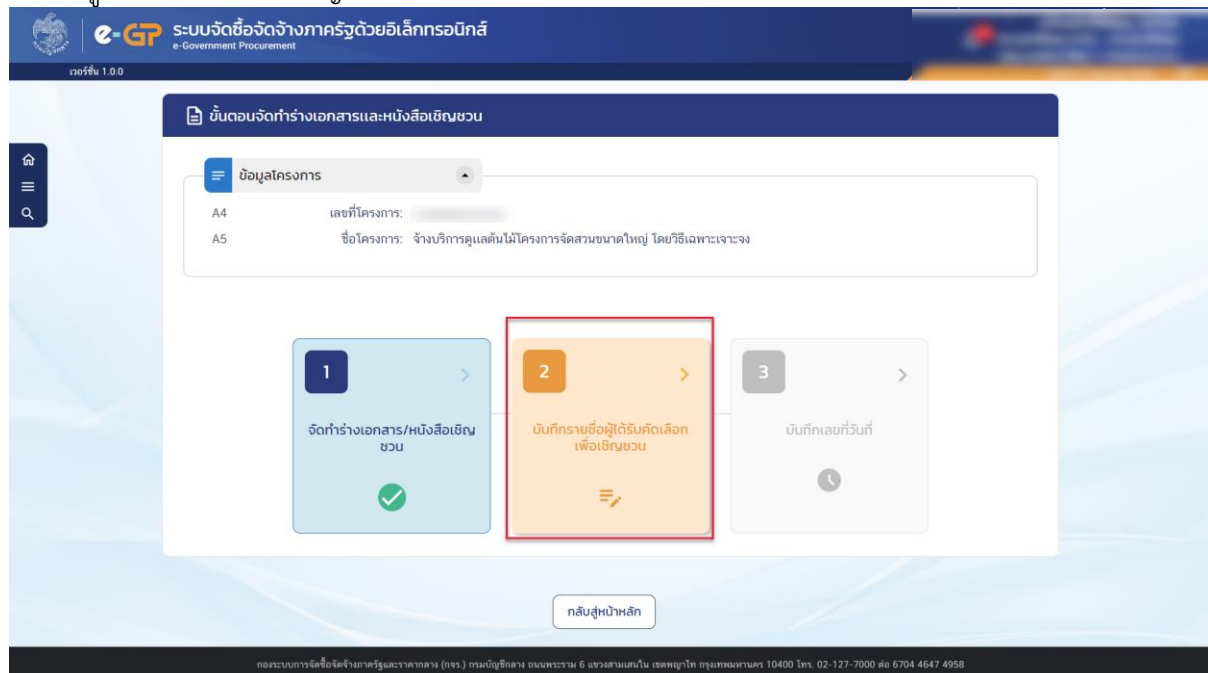 e-GP ระบบจัดซื้อจัดจ้างภาครัฐด้วยอิเล็กทรอนิกส์
e-Government Procurement
เวอร์ชั่น 1.0.0
ขั้นตอนจัดทำร่างเอกสารและหนังสือเชิญชวน
ข้อมูลโครงการ
A4 เลขที่โครงการ:
A5 ชื่อโครงการ: จ้างบริการดูแลต้นไม้โครงการจัดสวนขนาดใหญ่ โดยวิธีเฉพาะเจาะจง
1
จัดทำร่างเอกสาร/หนังสือเชิญ
ชวน
2
บันทึกรายชื่อผู้ได้รับคัดเลือก
เพื่อเชิญชวน
3
บันทึกเลขที่วันที่
กลับสู่หน้าหลัก
กองระบบการจัดซื้อจัดจ้างภาครัฐและราคากลาง (กจร.) กรมบัญชีกลาง ถนนพระราม 6 แขวงสามเสนใน เขตพญาไท กรุงเทพมหานคร 10400 โทร. 02-127-7000 ต่อ 6704 4647 4958